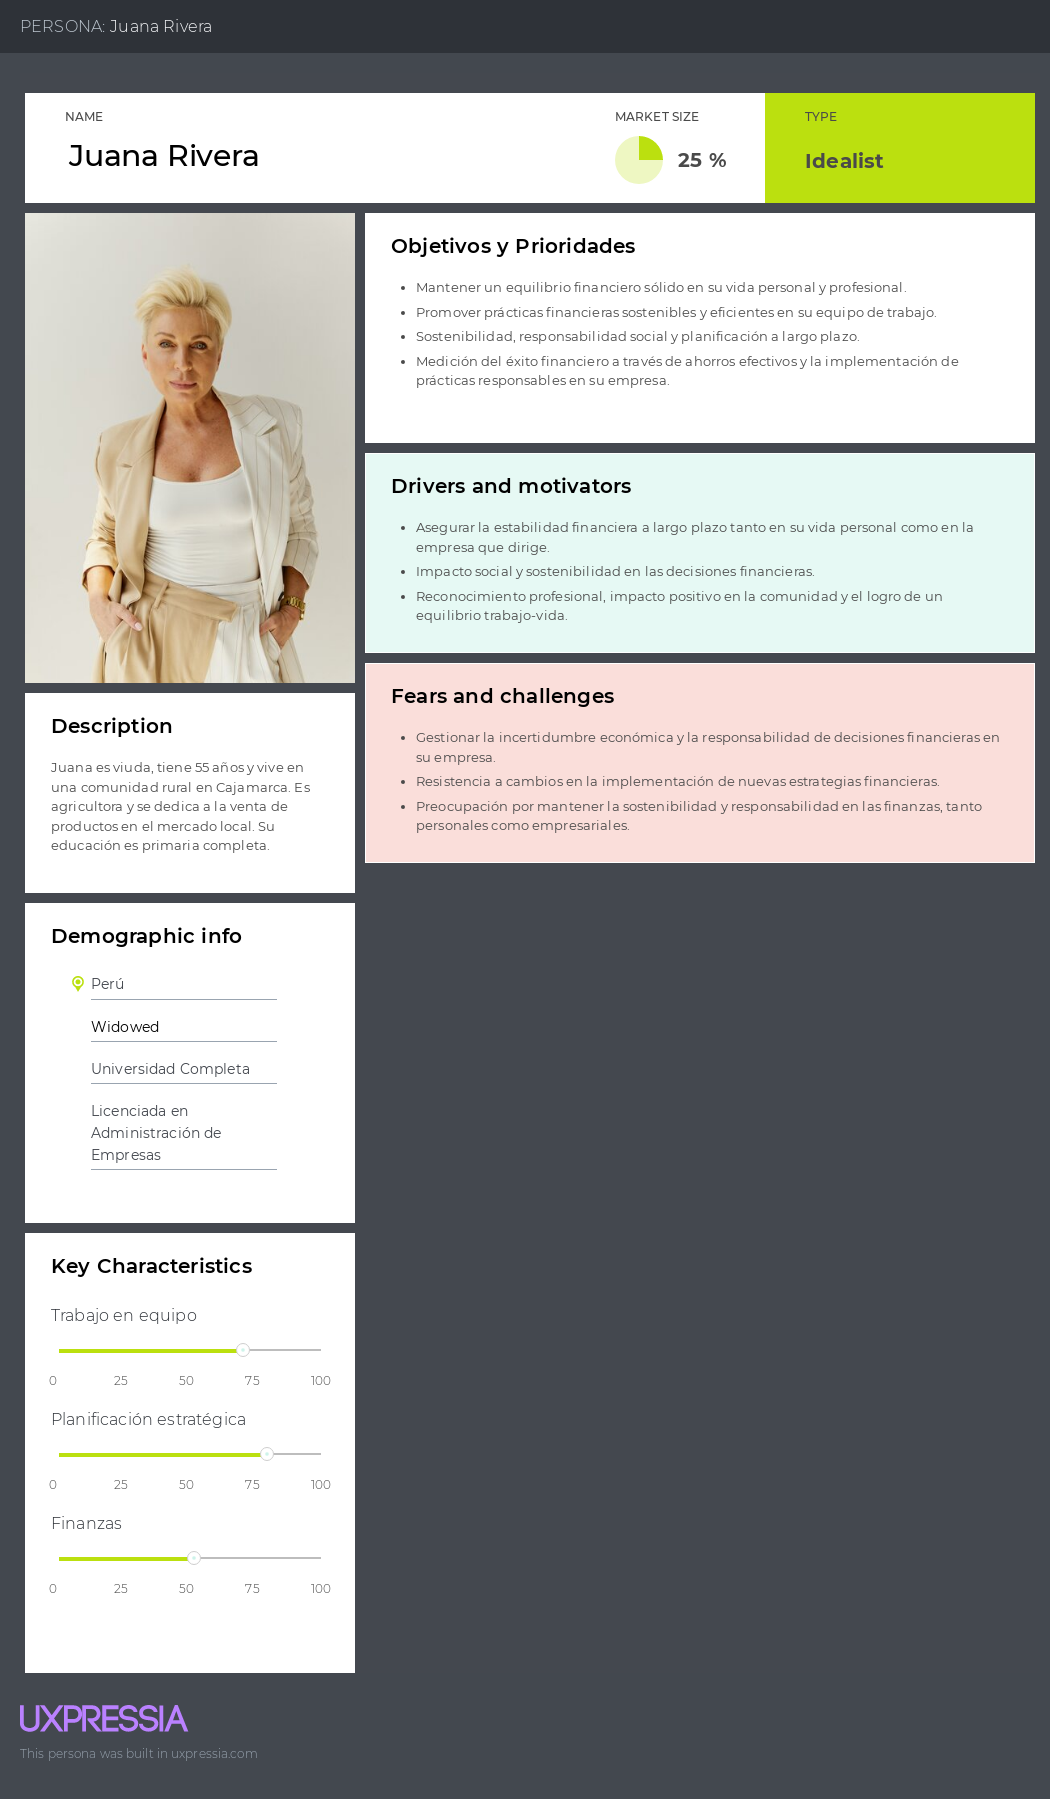 PERSONA: Juana Rivera
NAME
Juana Rivera
MARKET SIZE
25 %
TYPE
Idealist
Objetivos y Prioridades
• Mantener un equilibrio financiero sólido en su vida personal y profesional.
• Promover prácticas financieras sostenibles y eficientes en su equipo de trabajo.
• Sostenibilidad, responsabilidad social y planificación a largo plazo.
• Medición del éxito financiero a través de ahorros efectivos y la implementación de
prácticas responsables en su empresa.
Drivers and motivators
• Asegurar la estabilidad financiera a largo plazo tanto en su vida personal como en la
empresa que dirige.
• Impacto social y sostenibilidad en las decisiones financieras.
• Reconocimiento profesional, impacto positivo en la comunidad y el logro de un
equilibrio trabajo-vida.
Fears and challenges
• Gestionar la incertidumbre económica y la responsabilidad de decisiones financieras en
su empresa.
• Resistencia a cambios en la implementación de nuevas estrategias financieras.
• Preocupación por mantener la sostenibilidad y responsabilidad en las finanzas, tanto
personales como empresariales.
Description
Juana es viuda, tiene 55 años y vive en
una comunidad rural en Cajamarca. Es
agricultora y se dedica a la venta de
productos en el mercado local. Su
educación es primaria completa.
Demographic info
Perú
Widowed
Universidad Completa
Licenciada en
Administración de
Empresas
Key Characteristics
Trabajo en equipo
0 25 50 75 100
Planificación estratégica
0 25 50 75 100
Finanzas
0 25 50 75 100
UXPRESSIA
This persona was built in uxpressia.com